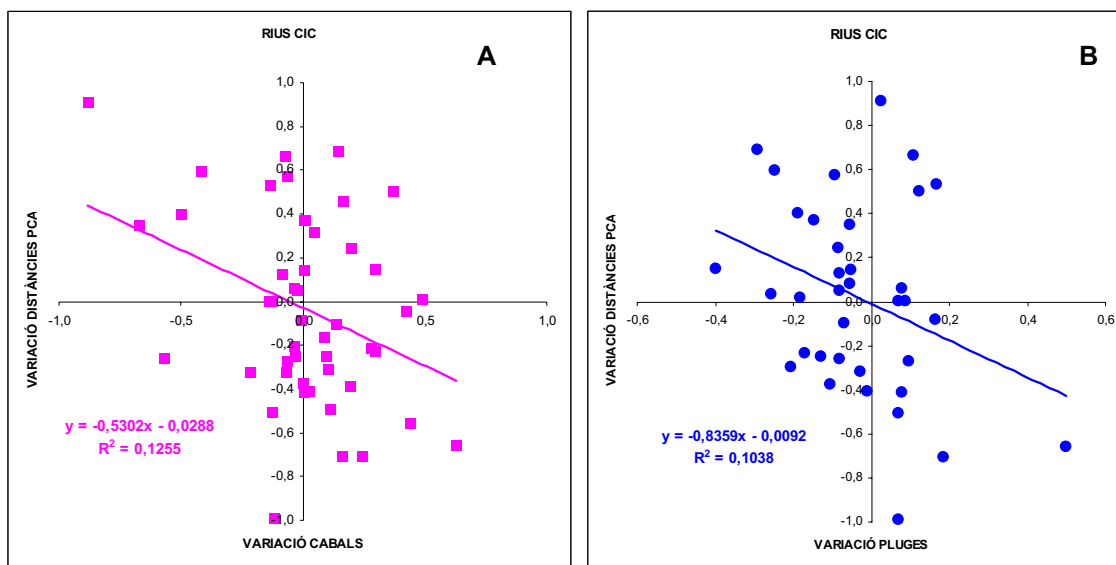 RIUS CIC
A
VARIACIÓ DISTÀNCIES PCA
1,0
0,8
0,6
0,4
0,2
0,0
-0,2
-0,4
-0,6
-0,8
-1,0
-1,0
-0,5
0,0
0,5
1,0
y = -0,5302x - 0,0288
R² = 0,1255
VARIACIÓ CABALS
RIUS CIC
B
VARIACIÓ DISTÀNCIES PCA
1,0
0,8
0,6
0,4
0,2
0,0
-0,2
-0,4
-0,6
-0,8
-1,0
-0,6
-0,4
-0,2
0,0
0,2
0,4
0,6
y = -0,8359x - 0,0092
R² = 0,1038
VARIACIÓ PLUGES